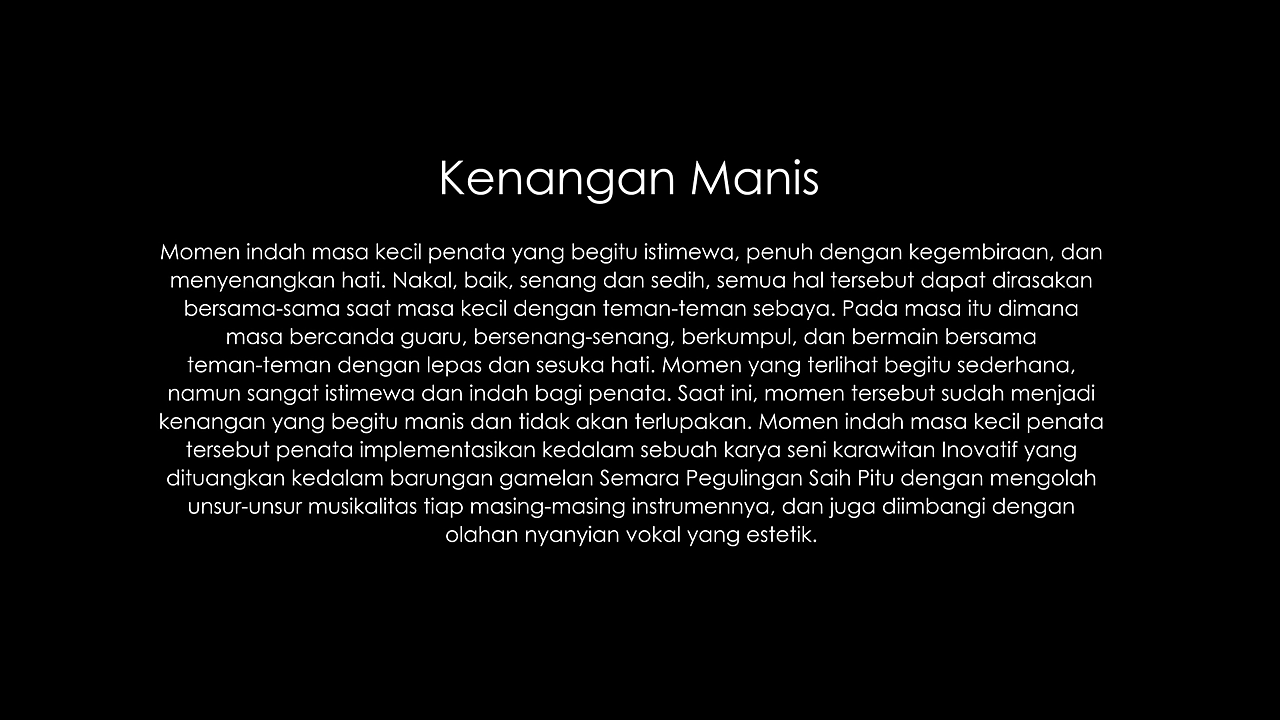 Kenangan Manis
Momen indah masa kecil penata yang begitu istimewa, penuh dengan kegembiraan, dan
menyenangkan hati. Nakal, baik, senang dan sedih, semua hal tersebut dapat dirasakan
bersama-sama saat masa kecil dengan teman-teman sebaya. Pada masa itu dimana
masa bercanda guaru, bersenang-senang, berkumpul, dan bermain bersama
teman-teman dengan lepas dan sesuka hati. Momen yang terlihat begitu sederhana,
namun sangat istimewa dan indah bagi penata. Saat ini, momen tersebut sudah menjadi
kenangan yang begitu manis dan tidak akan terlupakan. Momen indah masa kecil penata
tersebut penata implementasikan kedalam sebuah karya seni karawitan Inovatif yang
dituangkan kedalam barungan gamelan Semara Pegulingan Saih Pitu dengan mengolah
unsur-unsur musikalitas tiap masing-masing instrumennya, dan juga diimbangi dengan
olahan nyanyian vokal yang estetik.